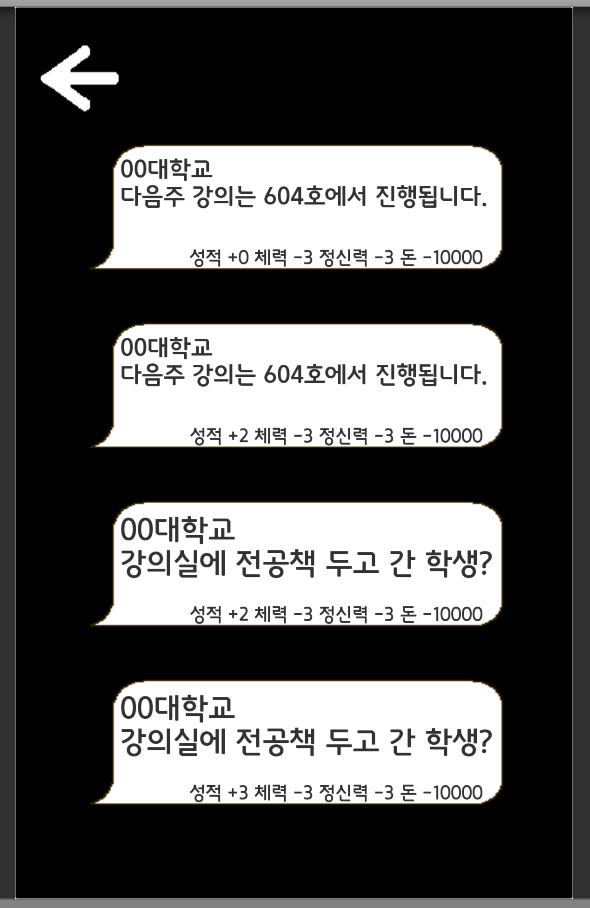 00대학교
다음주 강의는 604호에서 진행됩니다.
성적 +0 체력 -3 정신력 -3 돈 -10000
00대학교
다음주 강의는 604호에서 진행됩니다.
성적 +2 체력 -3 정신력 -3 돈 -10000
00대학교
강의실에 전공책 두고 간 학생?
성적 +2 체력 -3 정신력 -3 돈 -10000
00대학교
강의실에 전공책 두고 간 학생?
성적 +3 체력 -3 정신력 -3 돈 -10000